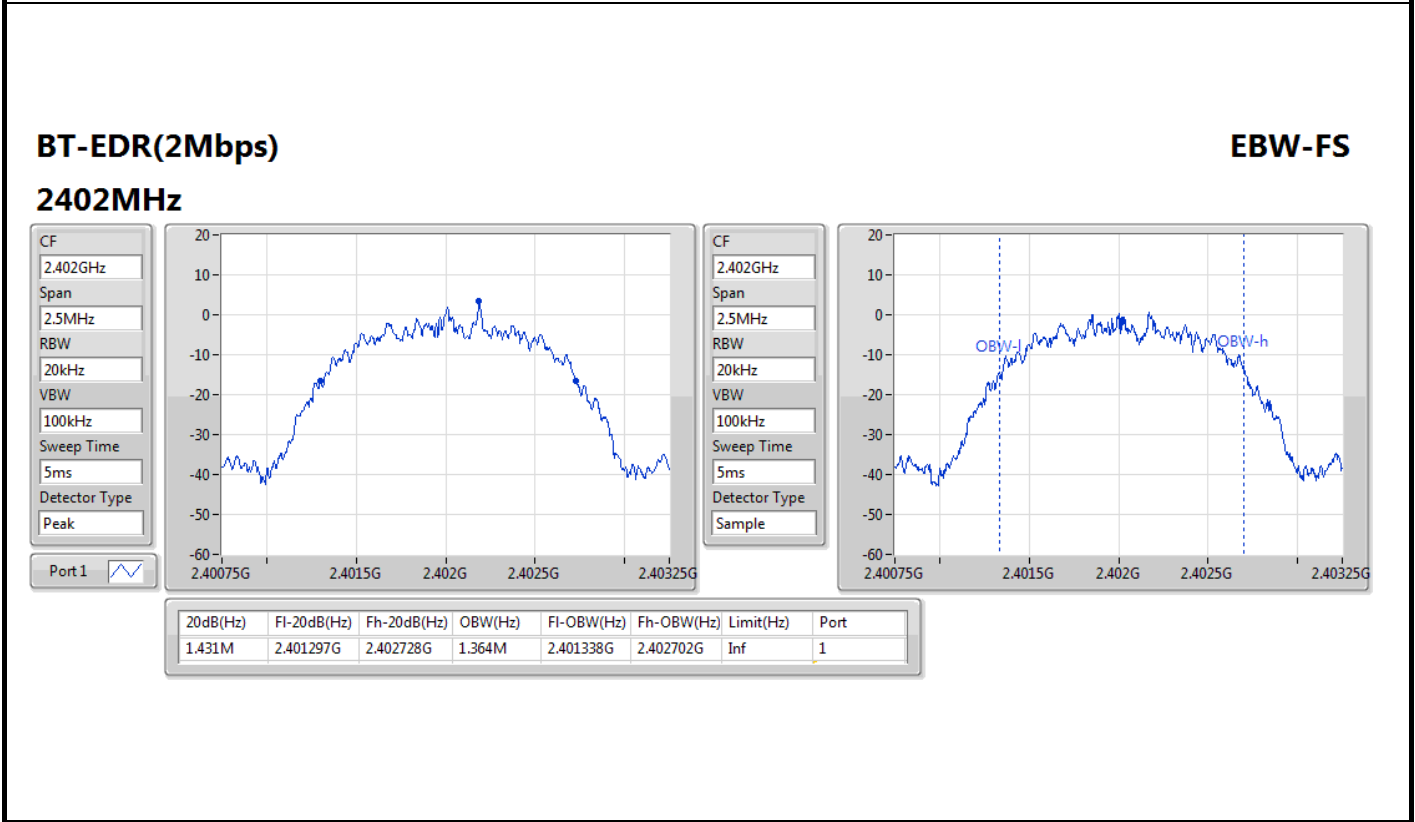 BT-EDR(2Mbps) EBW-FS
2402MHz
CF
2.402GHz
Span
2.5MHz
RBW
20kHz
VBW
100kHz
Sweep Time
5ms
Detector Type
Peak
Port 1
20
10
0
-10
-20
-30
-40
-50
-60
2.40075G 2.4015G 2.402G 2.4025G 2.40325G
CF
2.402GHz
Span
2.5MHz
RBW
20kHz
VBW
100kHz
Sweep Time
5ms
Detector Type
Sample
20
10
0
-10
-20
-30
-40
-50
-60
OBW-l OBW-h
2.40075G 2.4015G 2.402G 2.4025G 2.40325G
20dB(Hz) Fl-20dB(Hz) Fh-20dB(Hz) OBW(Hz) Fl-OBW(Hz) Fh-OBW(Hz) Limit(Hz) Port
1.431M 2.401297G 2.402728G 1.364M 2.401338G 2.402702G Inf 1